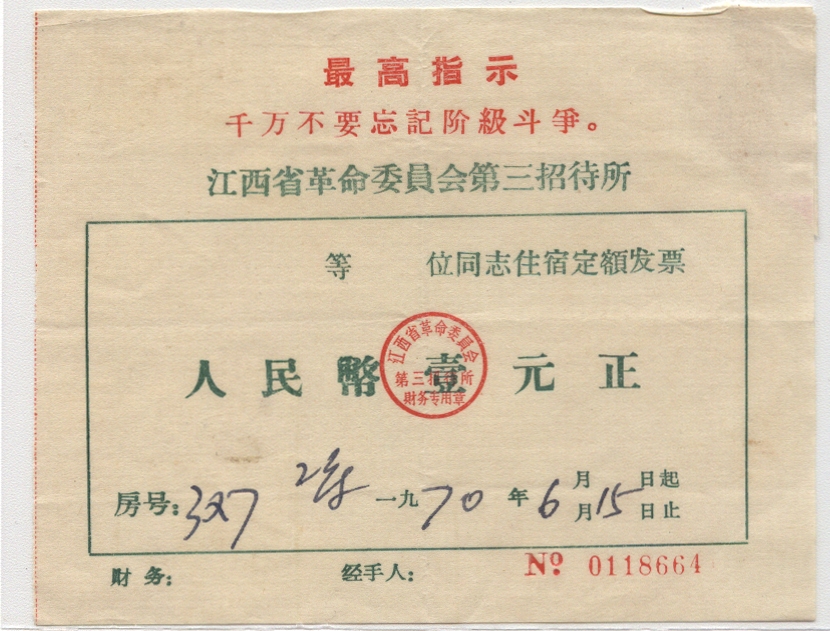 最高指示
千万不要忘記阶級斗爭。
江西省革命委員会第三招待所
等 位同志住宿定額发票
人民幣壹元正
江西省革命委員会
第三招待所
財务专用章
房号: 一九70年6月15日起
月 日止
財务: 经手人: Nº 0118664